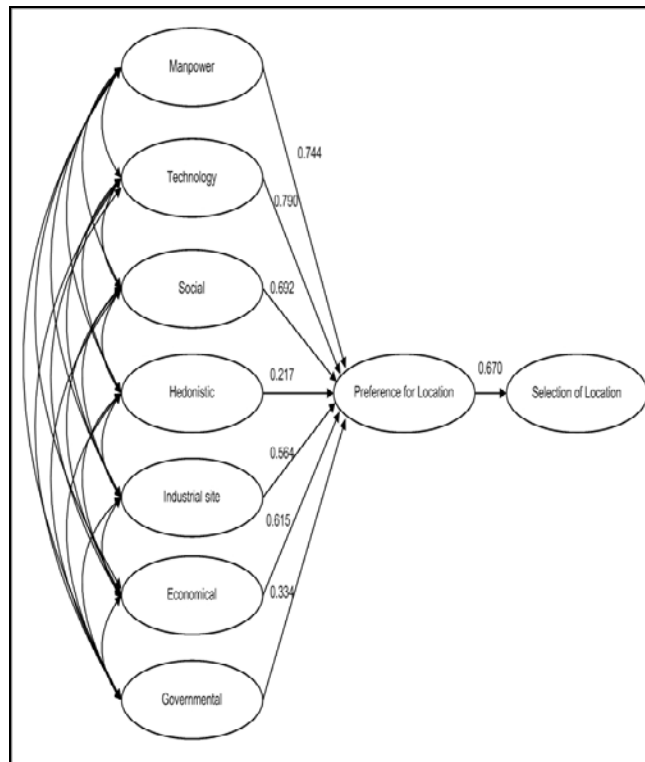 Manpower
0.744
Technology
0.790
Social
0.692
Hedonistic
0.217
Preference for Location
0.670
Selection of Location
Industrial site
0.564
0.615
Economical
0.334
Governmental